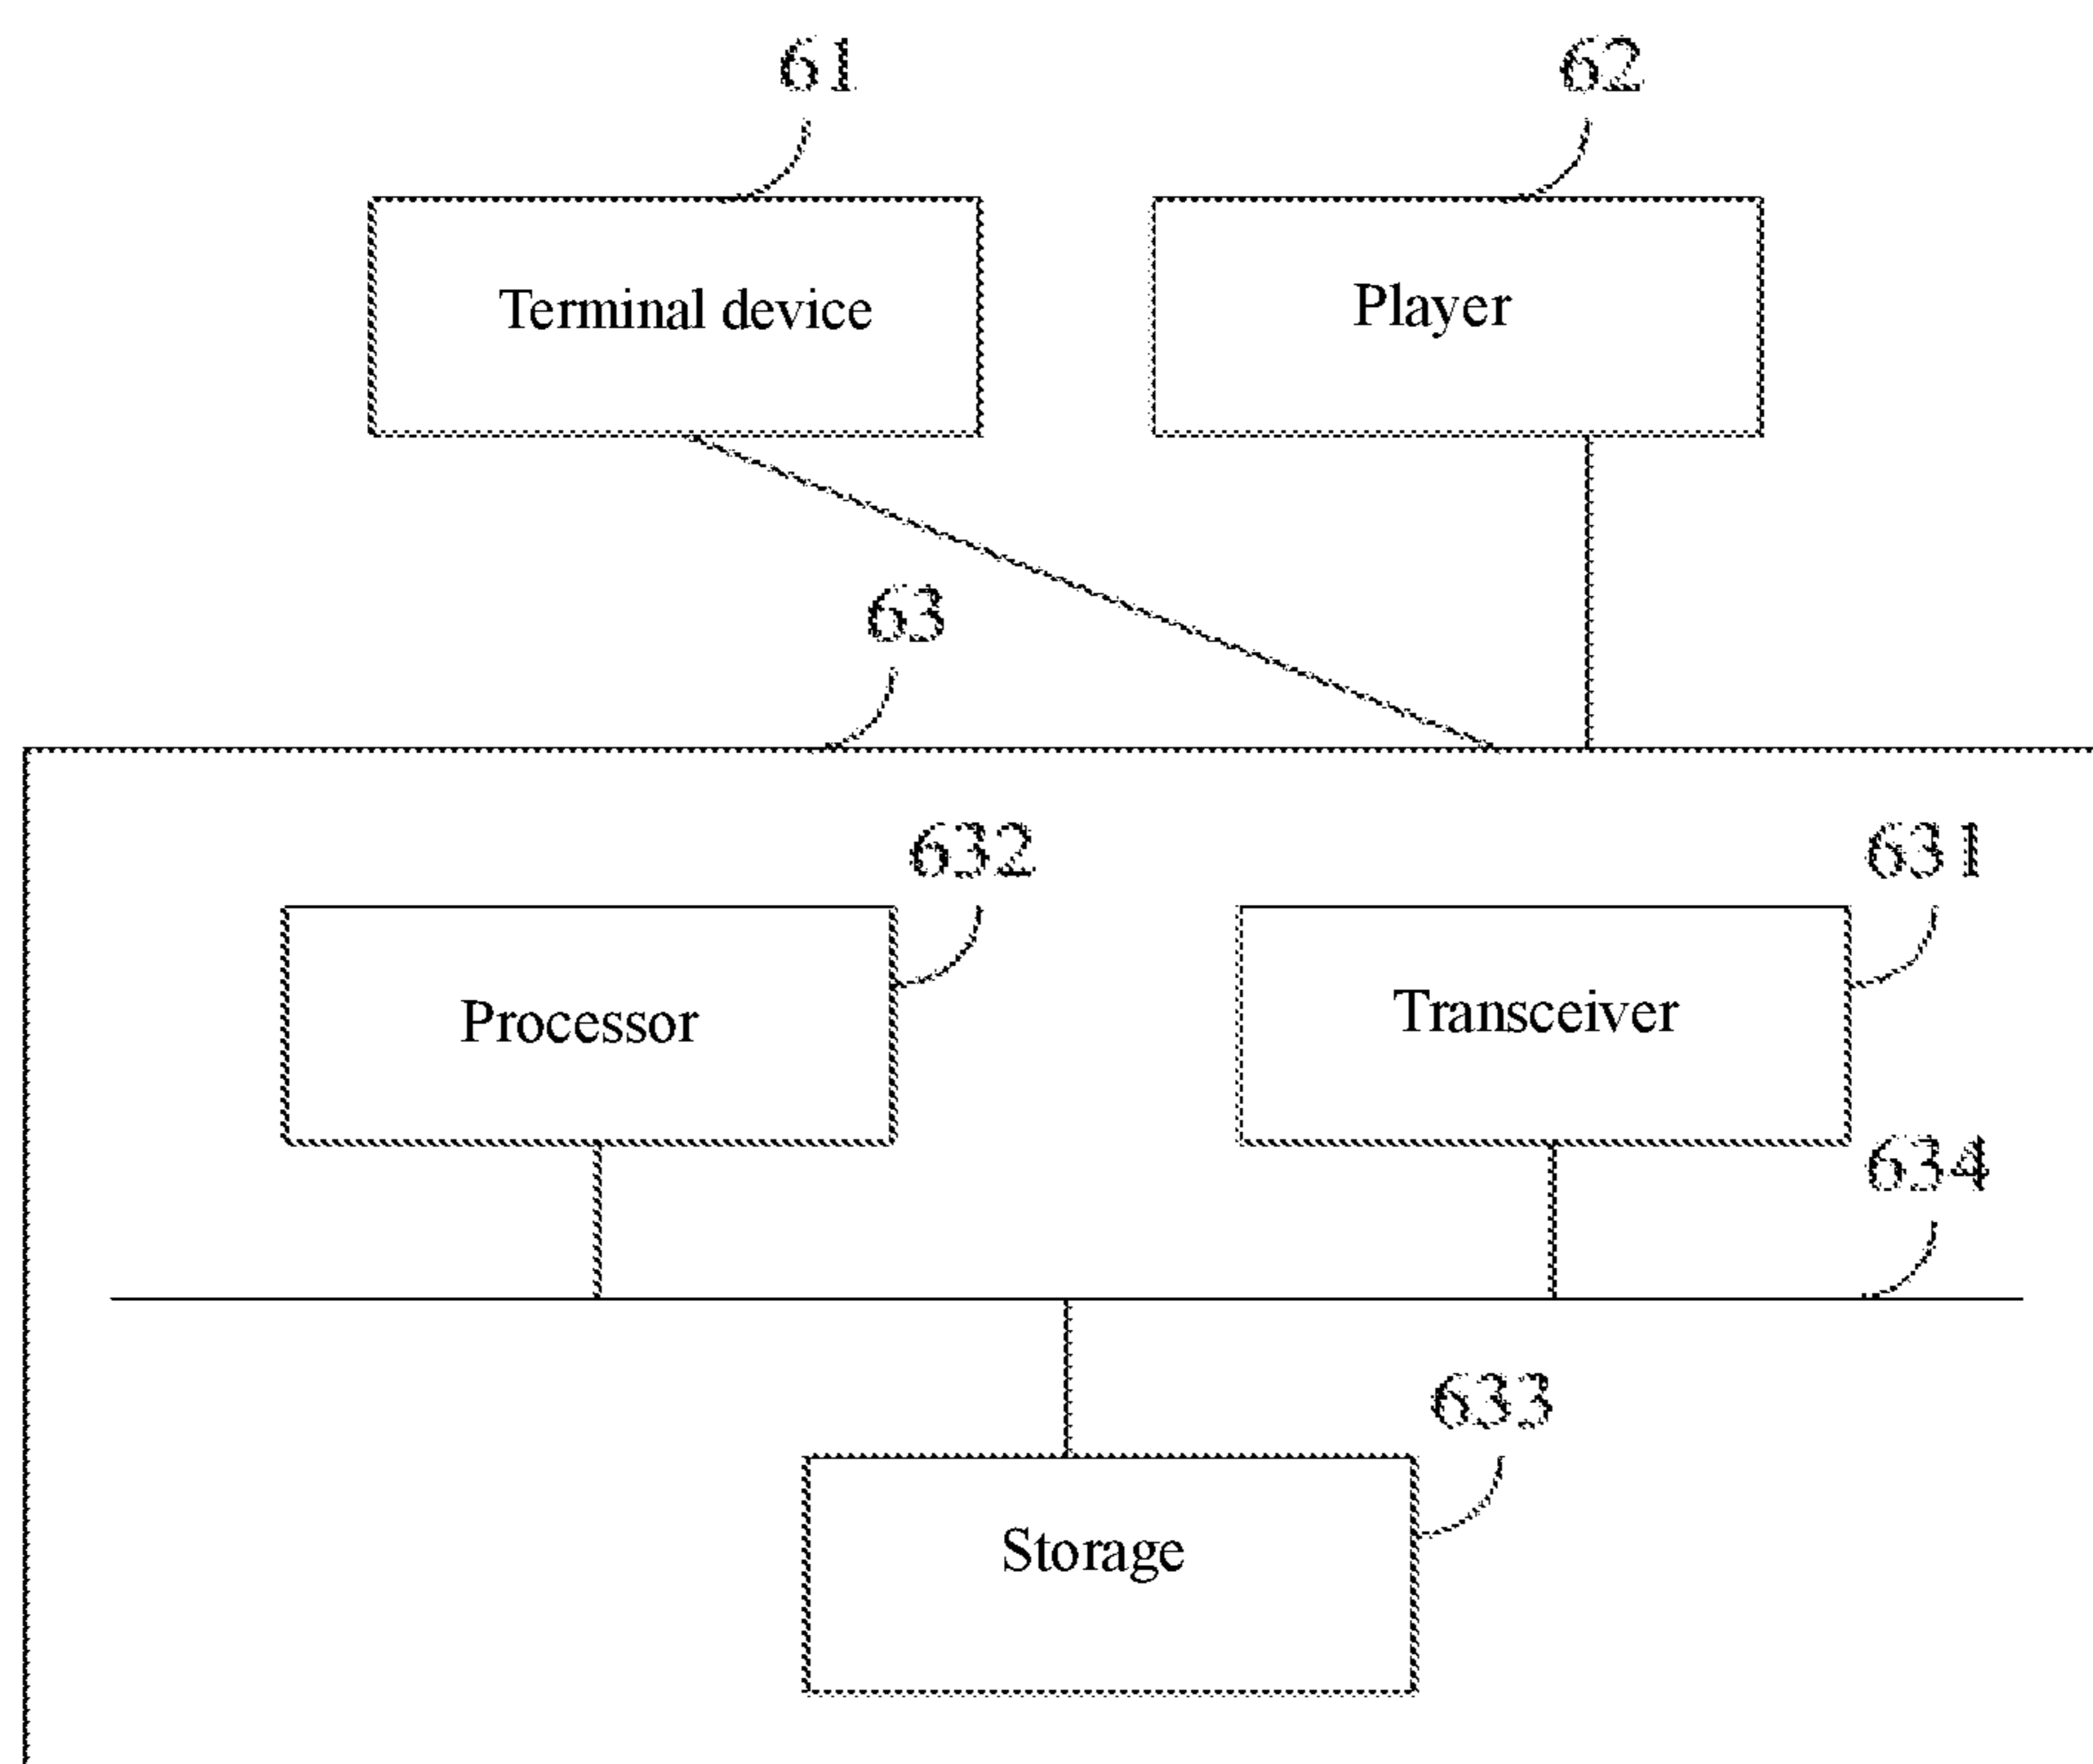 61
62
Terminal device
Player
63
632
631
Processor
Transceiver
634
633
Storage